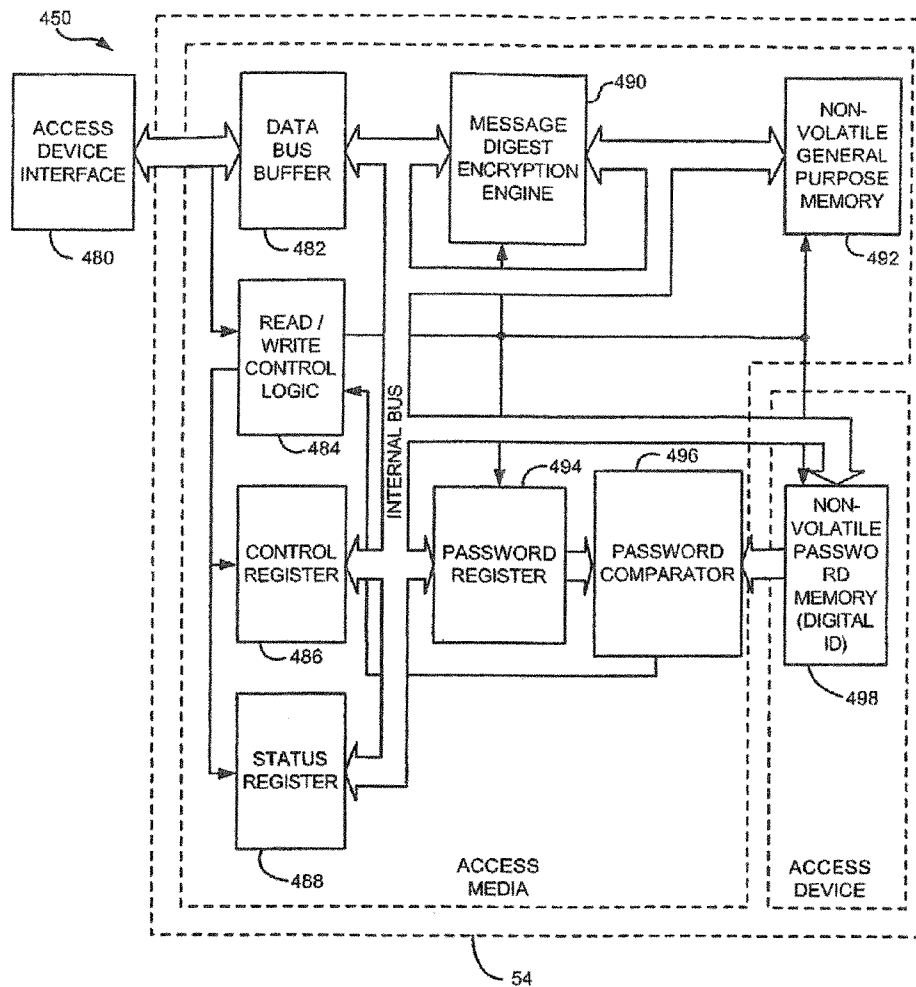 450
ACCESS
DEVICE
INTERFACE
480
DATA
BUS
BUFFER
482
490
MESSAGE
DIGEST
ENCRYPTION
ENGINE
NON-
VOLATILE
GENERAL
PURPOSE
MEMORY
492
READ /
WRITE
CONTROL
LOGIC
484
INTERNAL BUS
CONTROL
REGISTER
486
494
PASSWORD
REGISTER
496
PASSWORD
COMPARATOR
NON-
VOLATILE
PASSWO
RD
MEMORY
(DIGITAL
ID)
498
STATUS
REGISTER
488
ACCESS
MEDIA
ACCESS
DEVICE
54